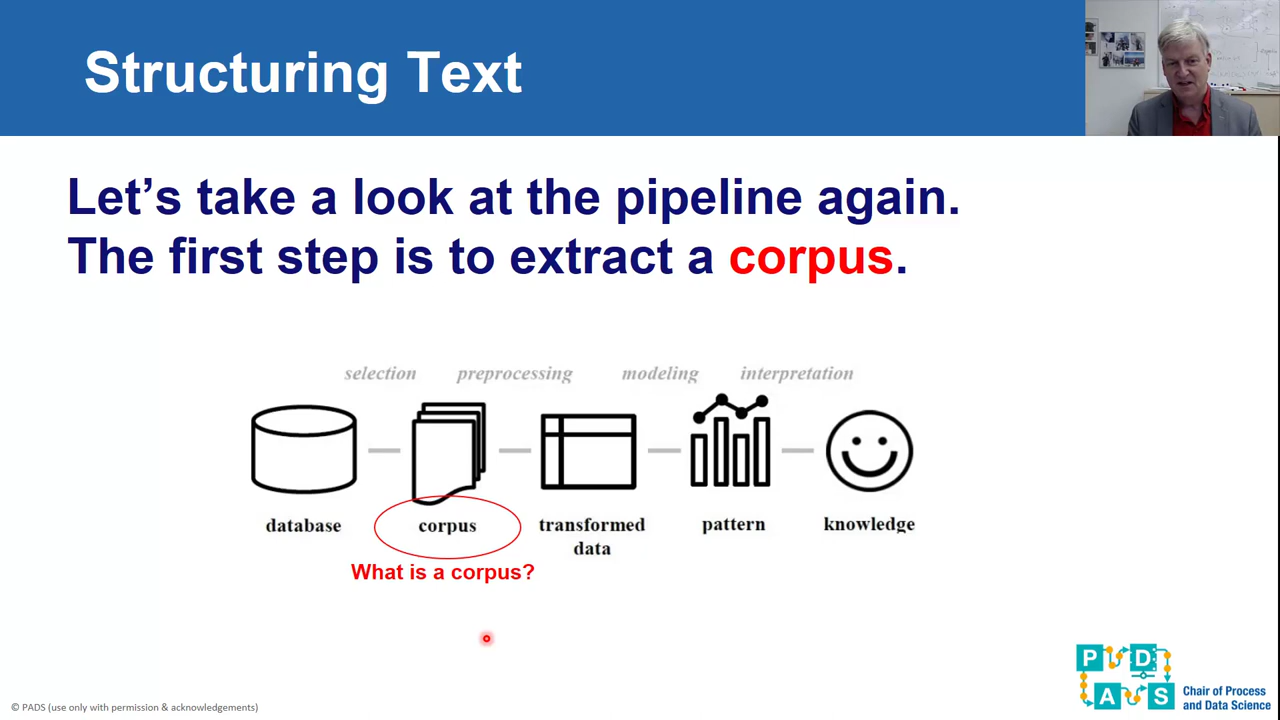 Structuring Text
Let's take a look at the pipeline again.
The first step is to extract a corpus.
selection preprocessing modeling interpretation
database corpus transformed data pattern knowledge
What is a corpus?
P D
A S
Chair of Process
and Data Science
© PADS (use only with permission & acknowledgements)